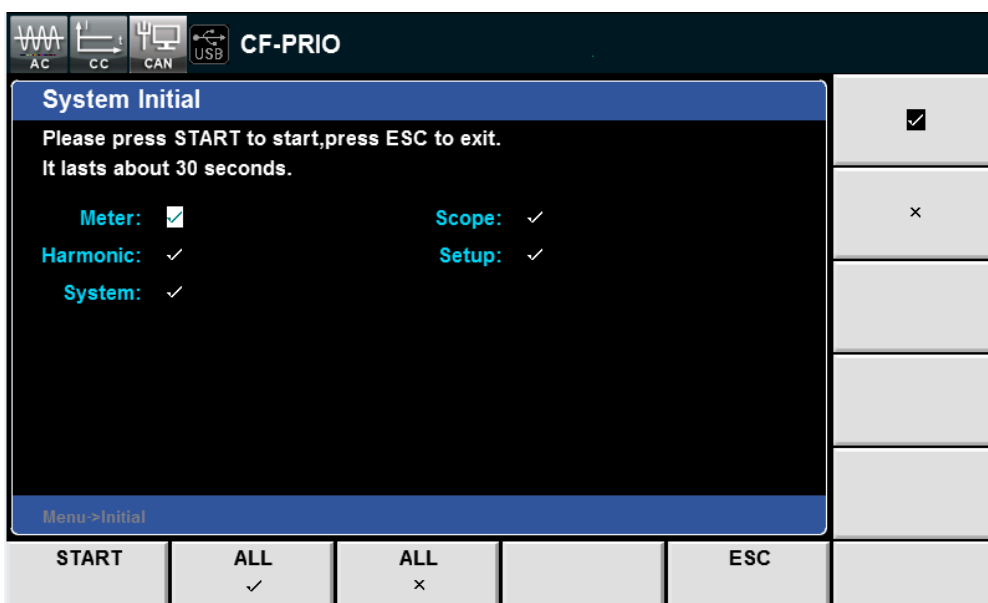 AC CC CAN USB CF-PRIO
System Initial
Please press START to start,press ESC to exit.
It lasts about 30 seconds.
Meter: ✓ Scope: ✓
Harmonic: ✓ Setup: ✓
System: ✓
Menu->Initial
✓
×
START ALL ALL ESC
✓ ×